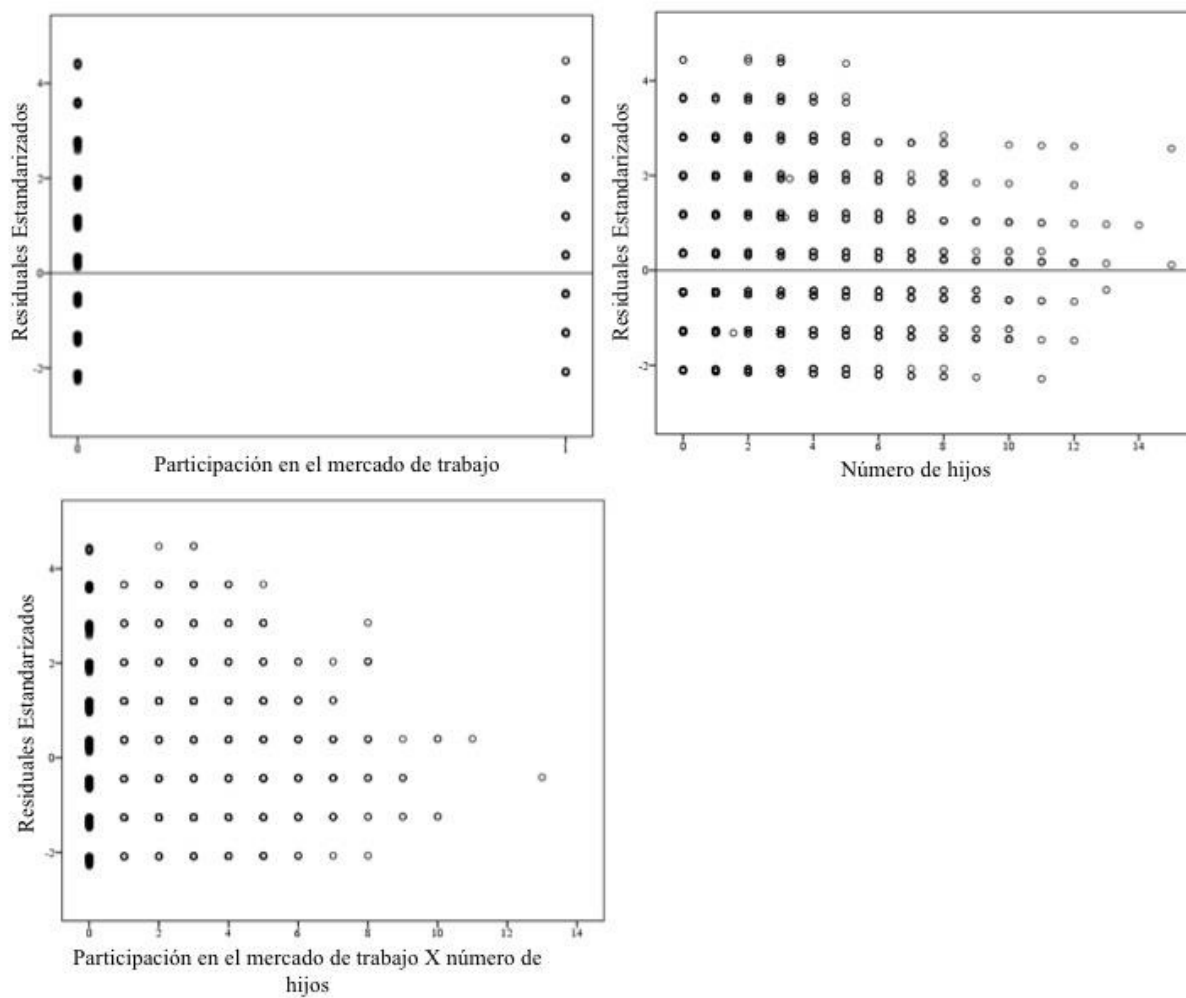 Residuales Estandarizados
4
2
0
-2
0
1
Participación en el mercado de trabajo
Residuales Estandarizados
4
2
0
-2
0 2 4 6 8 10 12 14
Número de hijos
Residuales Estandarizados
4
2
0
-2
0 2 4 6 8 10 12 14
Participación en el mercado de trabajo X número de
hijos